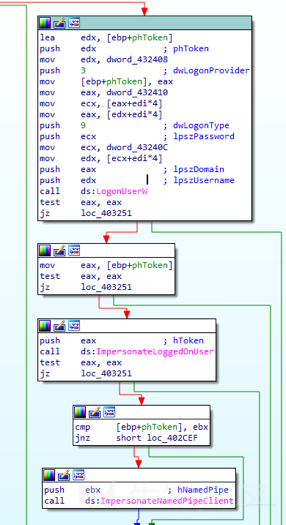 lea edx, [ebp+phToken]
push edx ; phToken
mov edx, dword_432408
push 3 ; dwLogonProvider
mov [ebp+phToken], eax
mov eax, dword_432410
mov ecx, [eax+edi*4]
mov eax, [edx+edi*4]
push 9 ; dwLogonType
push ecx ; lpszPassword
mov ecx, dword_43240C
mov edx, [ecx+edi*4]
push eax ; lpszDomain
push edx ; lpszUsername
call ds:LogonUserW
test eax, eax
jz loc_403251
mov eax, [ebp+phToken]
test eax, eax
jz loc_403251
push eax ; hToken
call ds:ImpersonateLoggedOnUser
test eax, eax
jz loc_403251
cmp [ebp+phToken], ebx
jnz short loc_402CEF
push ebx ; hNamedPipe
call ds:ImpersonateNamedPipeClient